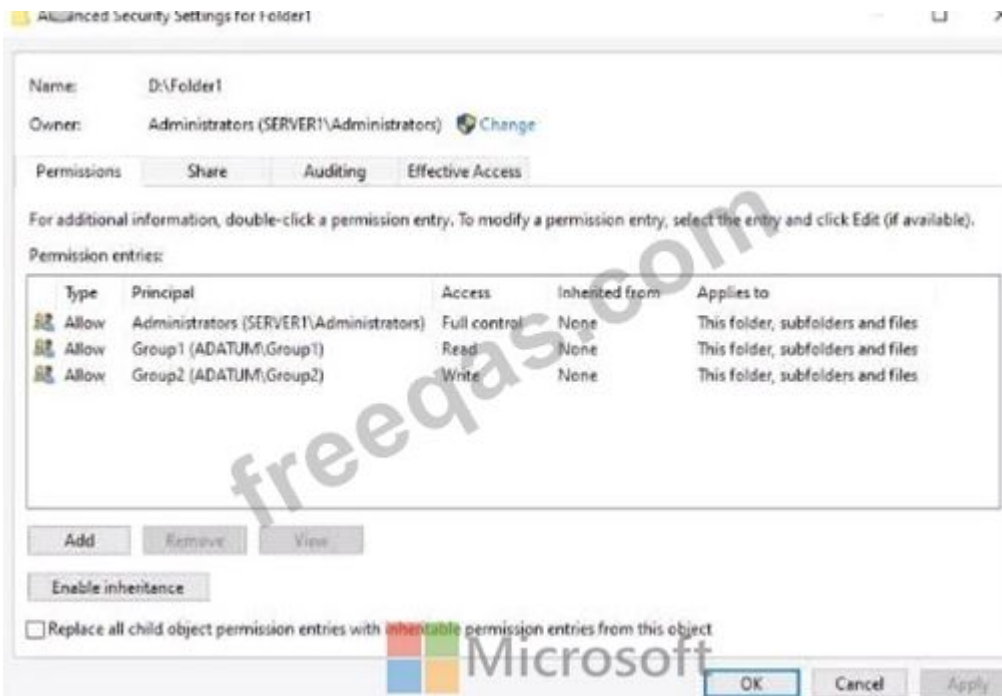 Advanced Security Settings for Folder1
Name: D:\Folder1
Owner: Administrators (SERVER1\Administrators) Change
Permissions Share Auditing Effective Access
For additional information, double-click a permission entry. To modify a permission entry, select the entry and click Edit (if available).
Permission entries:
Type Principal Access Inherited from Applies to
Allow Administrators (SERVER1\Administrators) Full control None This folder, subfolders and files
Allow Group1 (ADATUM\Group1) Read None This folder, subfolders and files
Allow Group2 (ADATUM\Group2) Write None This folder, subfolders and files
freeqas.com
Add Remove View
Enable inheritance
Replace all child object permission entries with inheritable permission entries from this object
Microsoft
OK Cancel Apply